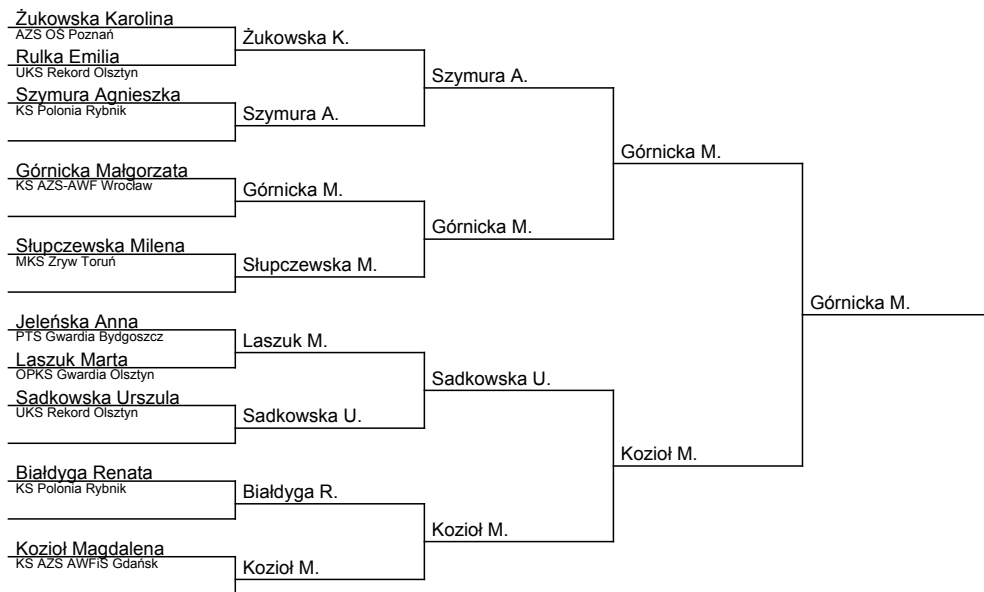 Żukowska Karolina
AZS OŚ Poznań
Żukowska K.
Rulka Emilia
UKS Rekord Olsztyn
Szymura A.
Szymura Agnieszka
KS Polonia Rybnik
Szymura A.
Górnicka M.
Górnicka Małgorzata
KS AZS-AWF Wrocław
Górnicka M.
Górnicka M.
Słupczewska Milena
MKS Zryw Toruń
Słupczewska M.
Górnicka M.
Jeleńska Anna
PTS Gwardia Bydgoszcz
Laszuk M.
Laszuk Marta
OPKS Gwardia Olsztyn
Sadkowska U.
Sadkowska Urszula
UKS Rekord Olsztyn
Sadkowska U.
Kozioł M.
Białdyga Renata
KS Polonia Rybnik
Białdyga R.
Kozioł M.
Kozioł Magdalena
KS AZS AWFiS Gdańsk
Kozioł M.